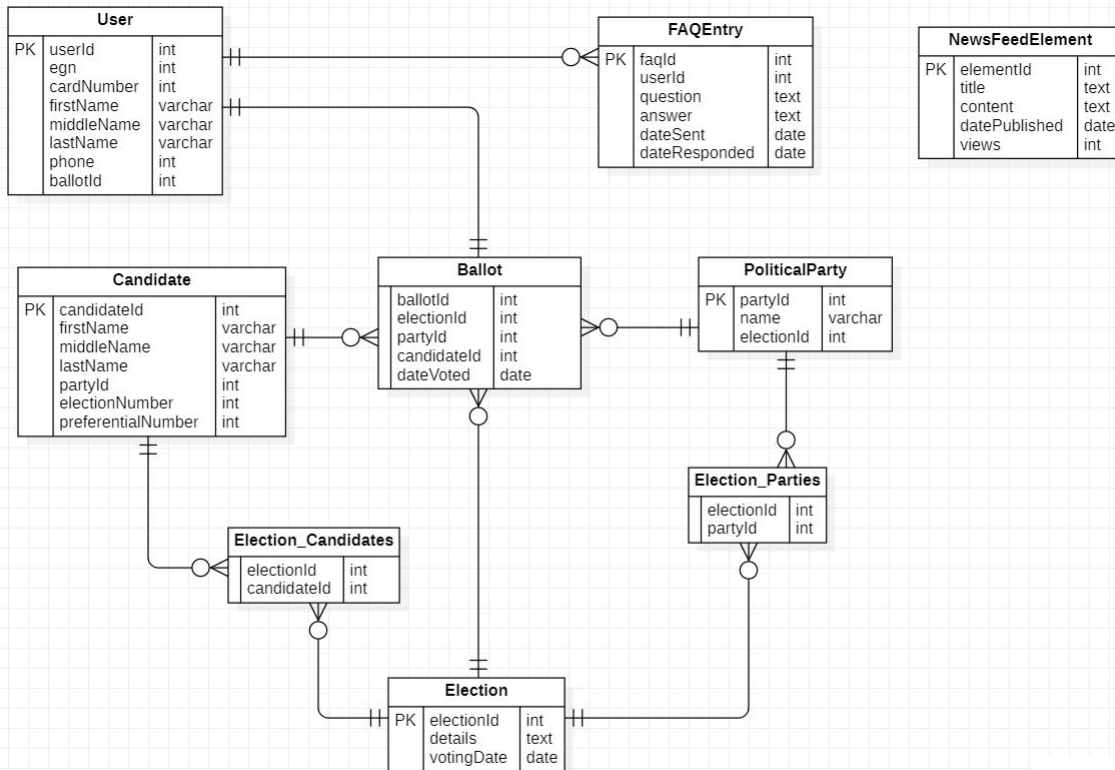 User
PK userId int
egn int
cardNumber int
firstName varchar
middleName varchar
lastName varchar
phone int
ballotId int
FAQEntry
PK faqId int
userId int
question text
answer text
dateSent date
dateResponded date
NewsFeedElement
PK elementId int
title text
content text
datePublished date
views int
Candidate
PK candidateId int
firstName varchar
middleName varchar
lastName varchar
partyId int
electionNumber int
preferentialNumber int
Ballot
ballotId int
electionId int
partyId int
candidateId int
dateVoted date
PoliticalParty
PK partyId int
name varchar
electionId int
Election_Parties
electionId int
partyId int
Election_Candidates
electionId int
candidateId int
Election
PK electionId int
details text
votingDate date